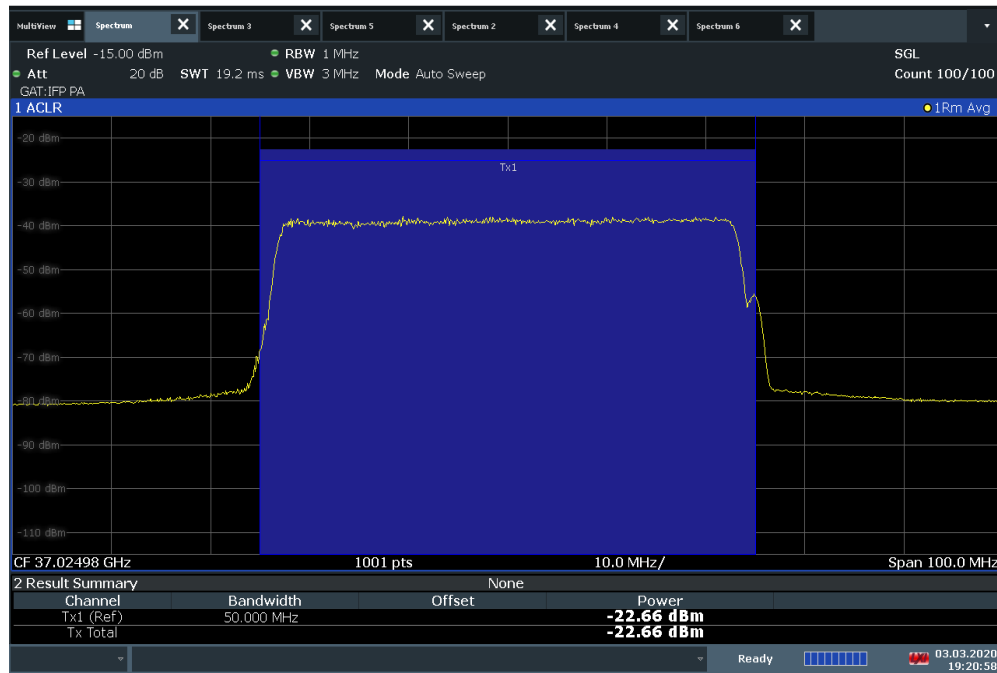 MultiView Spectrum Spectrum 3 Spectrum 5 Spectrum 2 Spectrum 4 Spectrum 6
Ref Level -15.00 dBm RBW 1 MHz SGL
Att 20 dB SWT 19.2 ms VBW 3 MHz Mode Auto Sweep Count 100/100
GAT:IFP PA
1 ACLR 1Rm Avg
-20 dBm
Tx1
-30 dBm
-40 dBm
-50 dBm
-60 dBm
-70 dBm
-80 dBm
-90 dBm
-100 dBm
-110 dBm
CF 37.02498 GHz 1001 pts 10.0 MHz/ Span 100.0 MHz
2 Result Summary None
Channel Bandwidth Offset Power
Tx1 (Ref) 50.000 MHz -22.66 dBm
Tx Total -22.66 dBm
Ready 03.03.2020
19:20:58